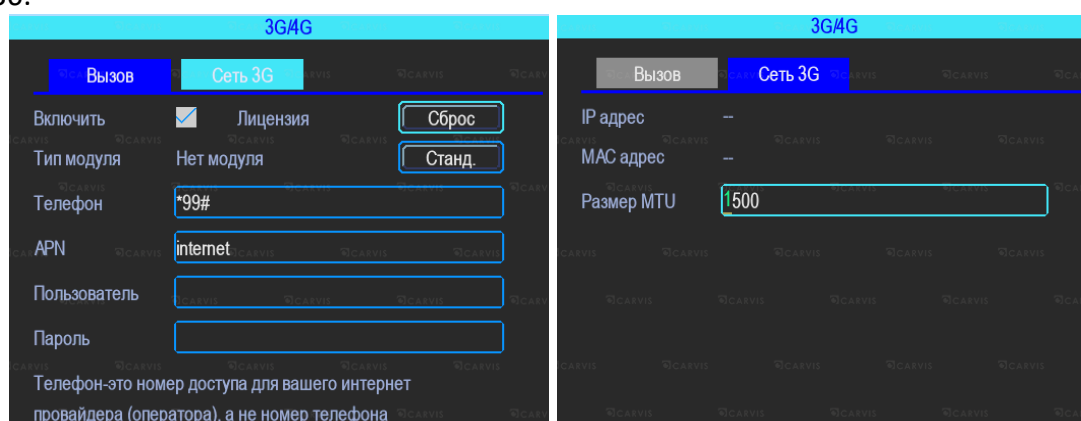 3G/4G
Вызов Сеть 3G
Включить Лицензия Сброс
Тип модуля Нет модуля Станд.
Телефон *99#
APN internet
Пользователь
Пароль
Телефон-это номер доступа для вашего интернет
провайдера (оператора), а не номер телефона
3G/4G
Вызов Сеть 3G
IP адрес --
MAC адрес --
Размер MTU 1500
CARVIS